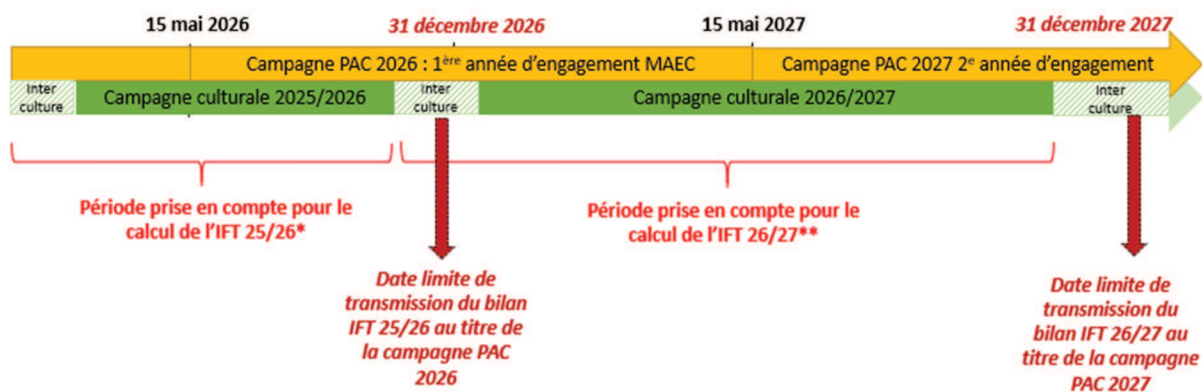 15 mai 2026
31 décembre 2026
15 mai 2027
31 décembre 2027
Campagne PAC 2026 : 1ère année d'engagement MAEC
Campagne PAC 2027 2e année d'engagement
Inter
culture
Campagne culturale 2025/2026
Inter
culture
Campagne culturale 2026/2027
Inter
culture
Période prise en compte pour le
calcul de l'IFT 25/26*
Période prise en compte pour le
calcul de l'IFT 26/27**
Date limite de
transmission du bilan
IFT 25/26 au titre de
la campagne PAC
2026
Date limite de
transmission du
bilan IFT 26/27 au
titre de la campagne
PAC 2027